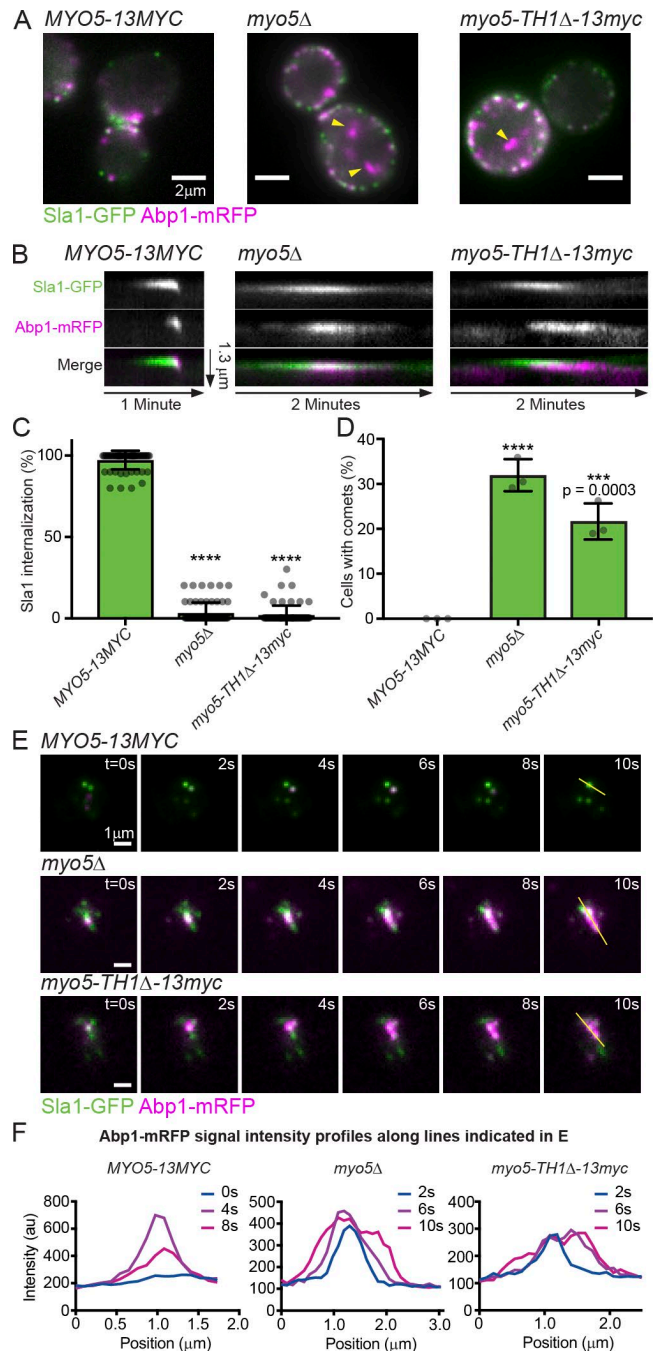 A
MYO5-13MYC
myo5Δ
myo5-TH1Δ-13myc
2μm
Sla1-GFP Abp1-mRFP
B
MYO5-13MYC
myo5Δ
myo5-TH1Δ-13myc
Sla1-GFP
Abp1-mRFP
Merge
1.3 μm
1 Minute
2 Minutes
2 Minutes
C
Sla1 internalization (%)
100
50
0
****
****
MYO5-13MYC
myo5Δ
myo5-TH1Δ-13myc
D
Cells with comets (%)
40
30
20
10
0
****
***
p = 0.0003
MYO5-13MYC
myo5Δ
myo5-TH1Δ-13myc
E
MYO5-13MYC
t=0s
2s
4s
6s
8s
10s
1μm
myo5Δ
t=0s
2s
4s
6s
8s
10s
myo5-TH1Δ-13myc
t=0s
2s
4s
6s
8s
10s
Sla1-GFP Abp1-mRFP
F
Abp1-mRFP signal intensity profiles along lines indicated in E
MYO5-13MYC
Intensity (au)
800
600
400
200
0
0s
4s
8s
0
1.0
2.0
Position (μm)
myo5Δ
500
400
300
200
100
0
2s
6s
10s
0
1.0
2.0
3.0
Position (μm)
myo5-TH1Δ-13myc
400
300
200
100
0
2s
6s
10s
0
1.0
2.0
Position (μm)